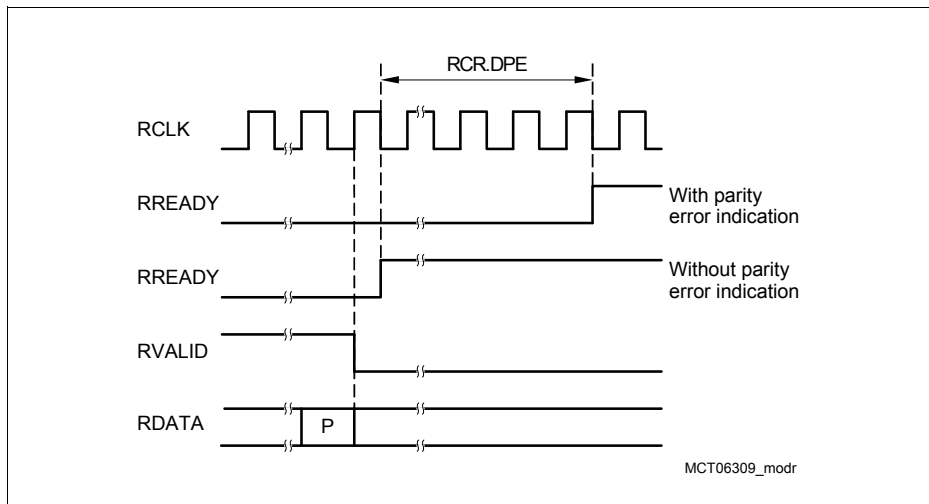 RCR.DPE
RCLK
RREADY
With parity
error indication
RREADY
Without parity
error indication
RVALID
RDATA
P
MCT06309_modr